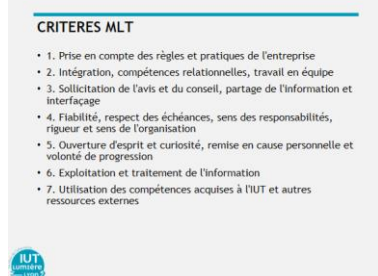 CRITERES MLT
• 1. Prise en compte des règles et pratiques de l'entreprise
• 2. Intégration, compétences relationnelles, travail en équipe
• 3. Sollicitation de l'avis et du conseil, partage de l'information et
interfaçage
• 4. Fiabilité, respect des échéances, sens des responsabilités,
rigueur et sens de l'organisation
• 5. Ouverture d'esprit et curiosité, remise en cause personnelle et
volonté de progression
• 6. Exploitation et traitement de l'information
• 7. Utilisation des compétences acquises à l'IUT et autres
ressources externes
IUT
Lumière